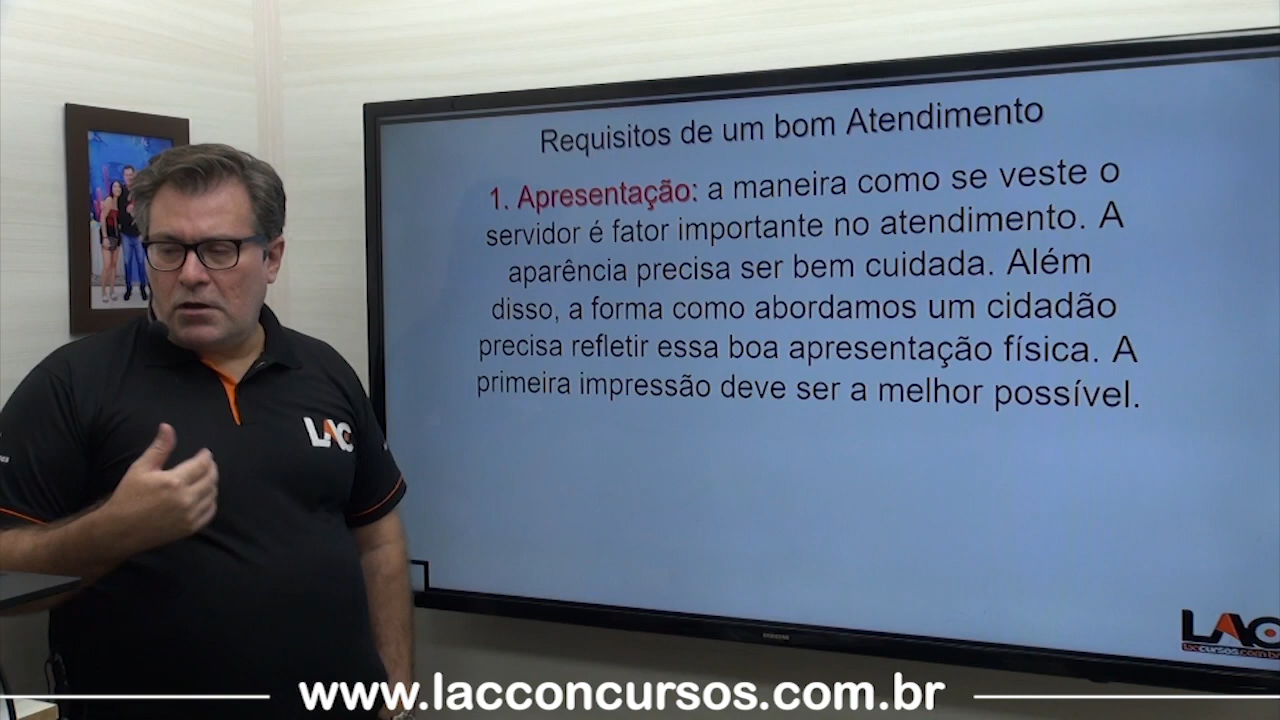 Requisitos de um bom Atendimento
1. Apresentação: a maneira como se veste o
servidor é fator importante no atendimento. A
aparência precisa ser bem cuidada. Além
disso, a forma como abordamos um cidadão
precisa refletir essa boa apresentação física. A
primeira impressão deve ser a melhor possível.
LAC
SAMSUNG
LAC
www.lacconcursos.com.br